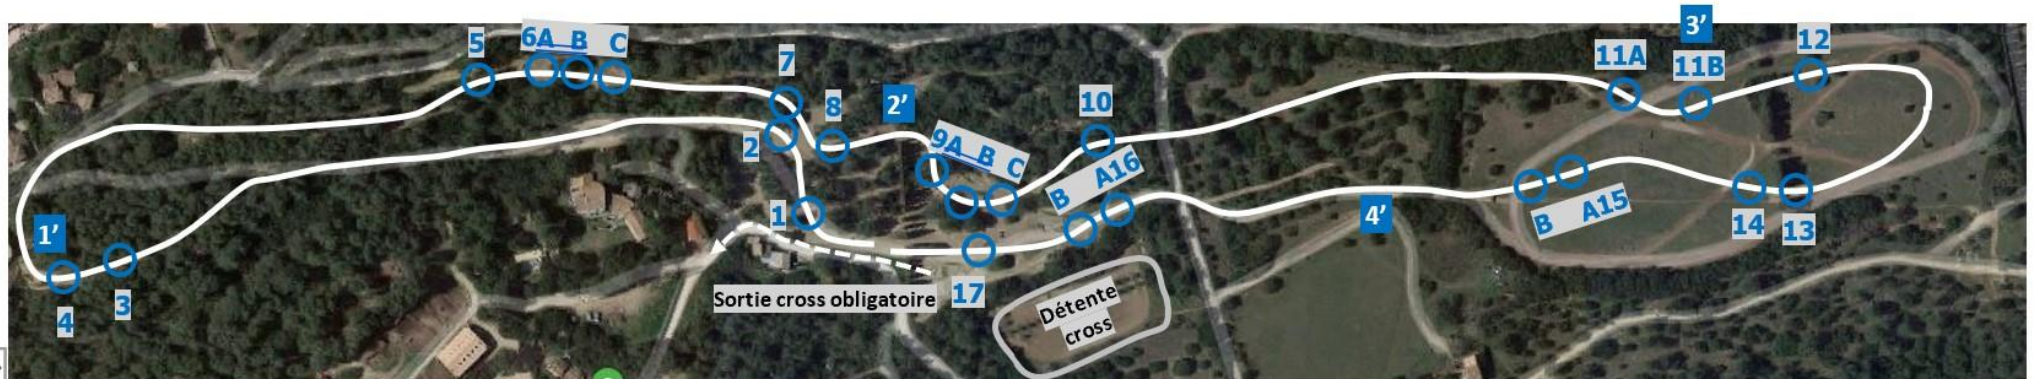 3'
5
6A B C
12
11A
11B
7
8
2'
10
2
9A B C
B A16
1
1'
4'
B A15
14
13
3
4
17
Sortie cross obligatoire
Détente
cross